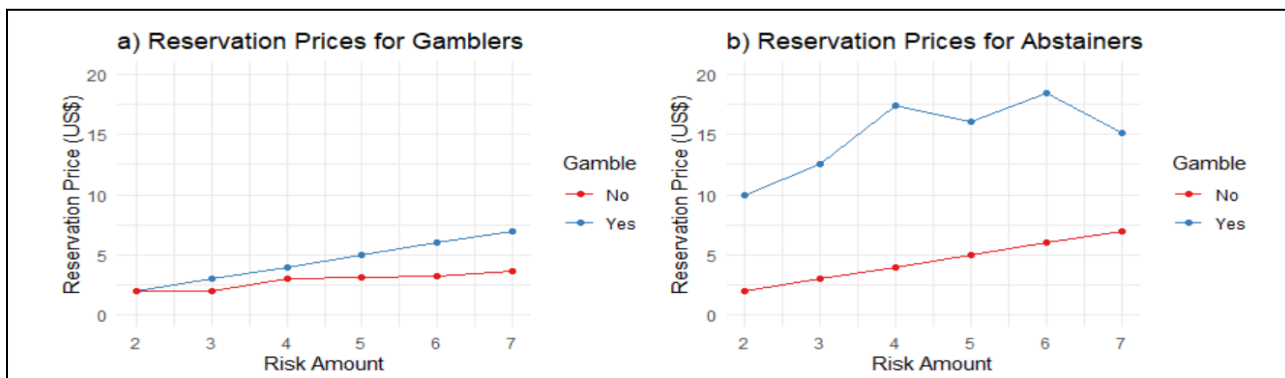 a) Reservation Prices for Gamblers
Reservation Price (US$)
20
15
10
5
0
2 3 4 5 6 7
Risk Amount
Gamble
No
Yes
b) Reservation Prices for Abstainers
Reservation Price (US$)
20
15
10
5
0
2 3 4 5 6 7
Risk Amount
Gamble
No
Yes